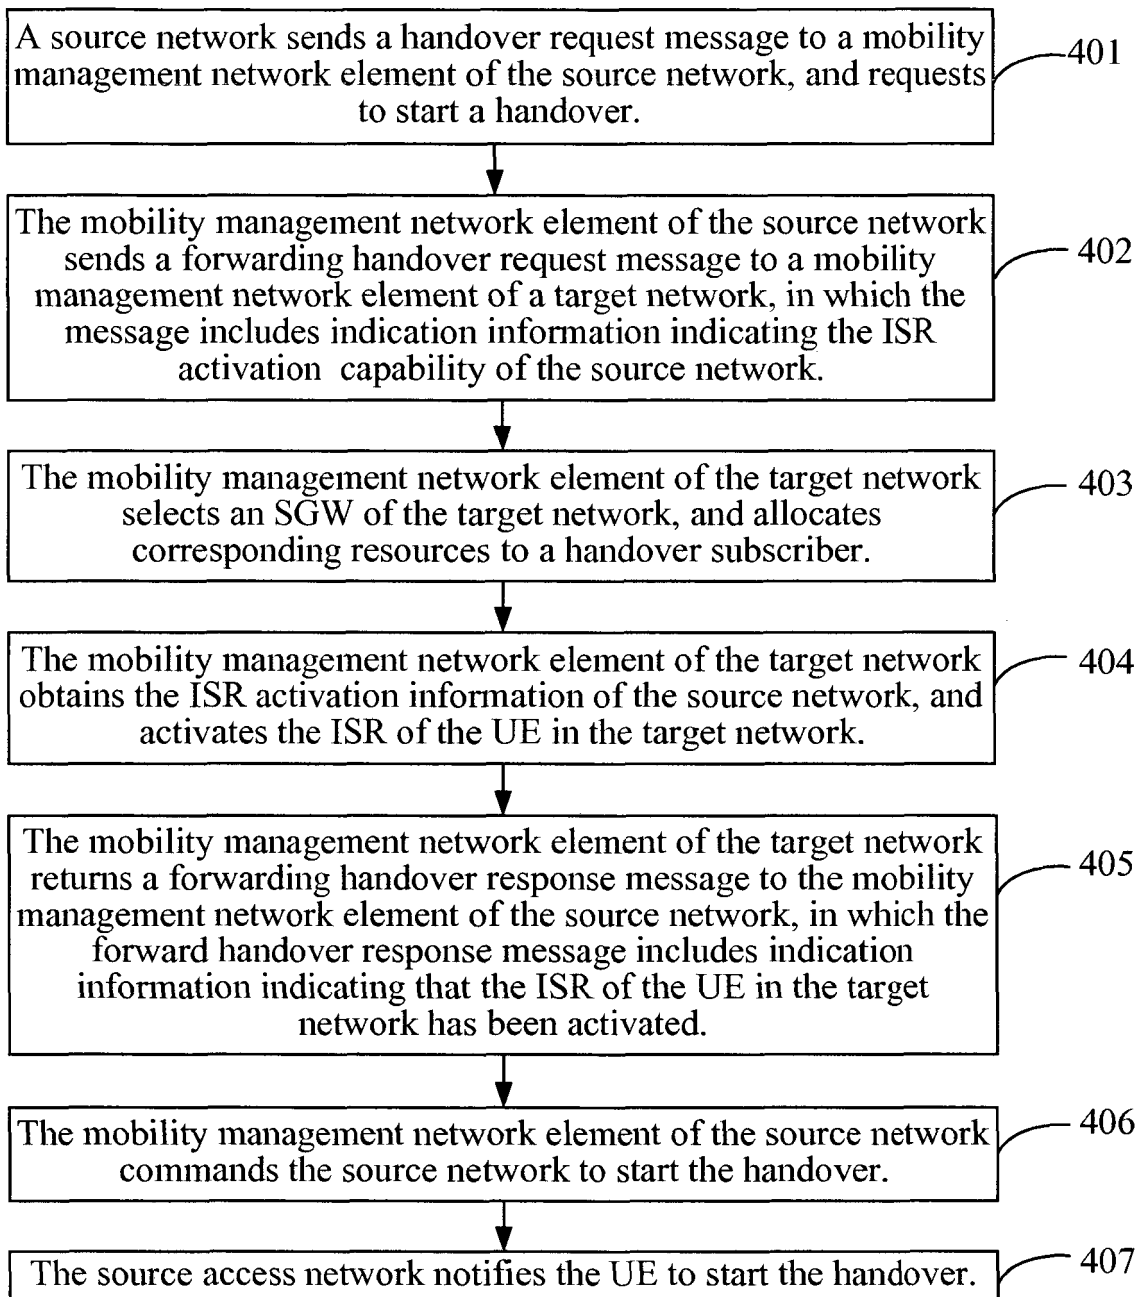 A source network sends a handover request message to a mobility
management network element of the source network, and requests
to start a handover.
401
The mobility management network element of the source network
sends a forwarding handover request message to a mobility
management network element of a target network, in which the
message includes indication information indicating the ISR
activation capability of the source network.
402
The mobility management network element of the target network
selects an SGW of the target network, and allocates
corresponding resources to a handover subscriber.
403
The mobility management network element of the target network
obtains the ISR activation information of the source network, and
activates the ISR of the UE in the target network.
404
The mobility management network element of the target network
returns a forwarding handover response message to the mobility
management network element of the source network, in which the
forward handover response message includes indication
information indicating that the ISR of the UE in the target
network has been activated.
405
The mobility management network element of the source network
commands the source network to start the handover.
406
The source access network notifies the UE to start the handover.
407